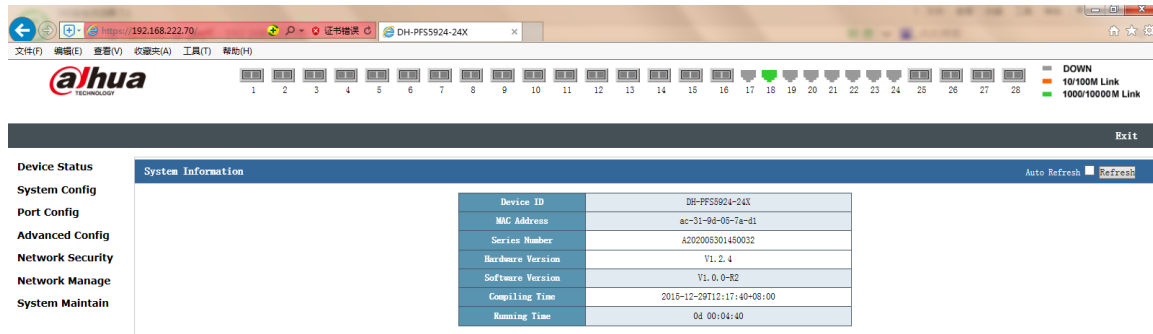 https://192.168.222.70/ 证书错误 DH-PFS5924-24X
文件(F) 编辑(E) 查看(V) 收藏夹(A) 工具(T) 帮助(H)
alhua
TECHNOLOGY
1 2 3 4 5 6 7 8 9 10 11 12 13 14 15 16 17 18 19 20 21 22 23 24 25 26 27 28
DOWN
10/100M Link
1000/10000M Link
Exit
Device Status
System Config
Port Config
Advanced Config
Network Security
Network Manage
System Maintain
System Information Auto Refresh Refresh
Device ID DH-PFS5924-24X
MAC Address ac-31-9d-05-7a-d1
Series Number A202005301450032
Hardware Version V1.2.4
Software Version V1.0.0-R2
Compiling Time 2015-12-29T12:17:40+08:00
Running Time 0d 00:04:40